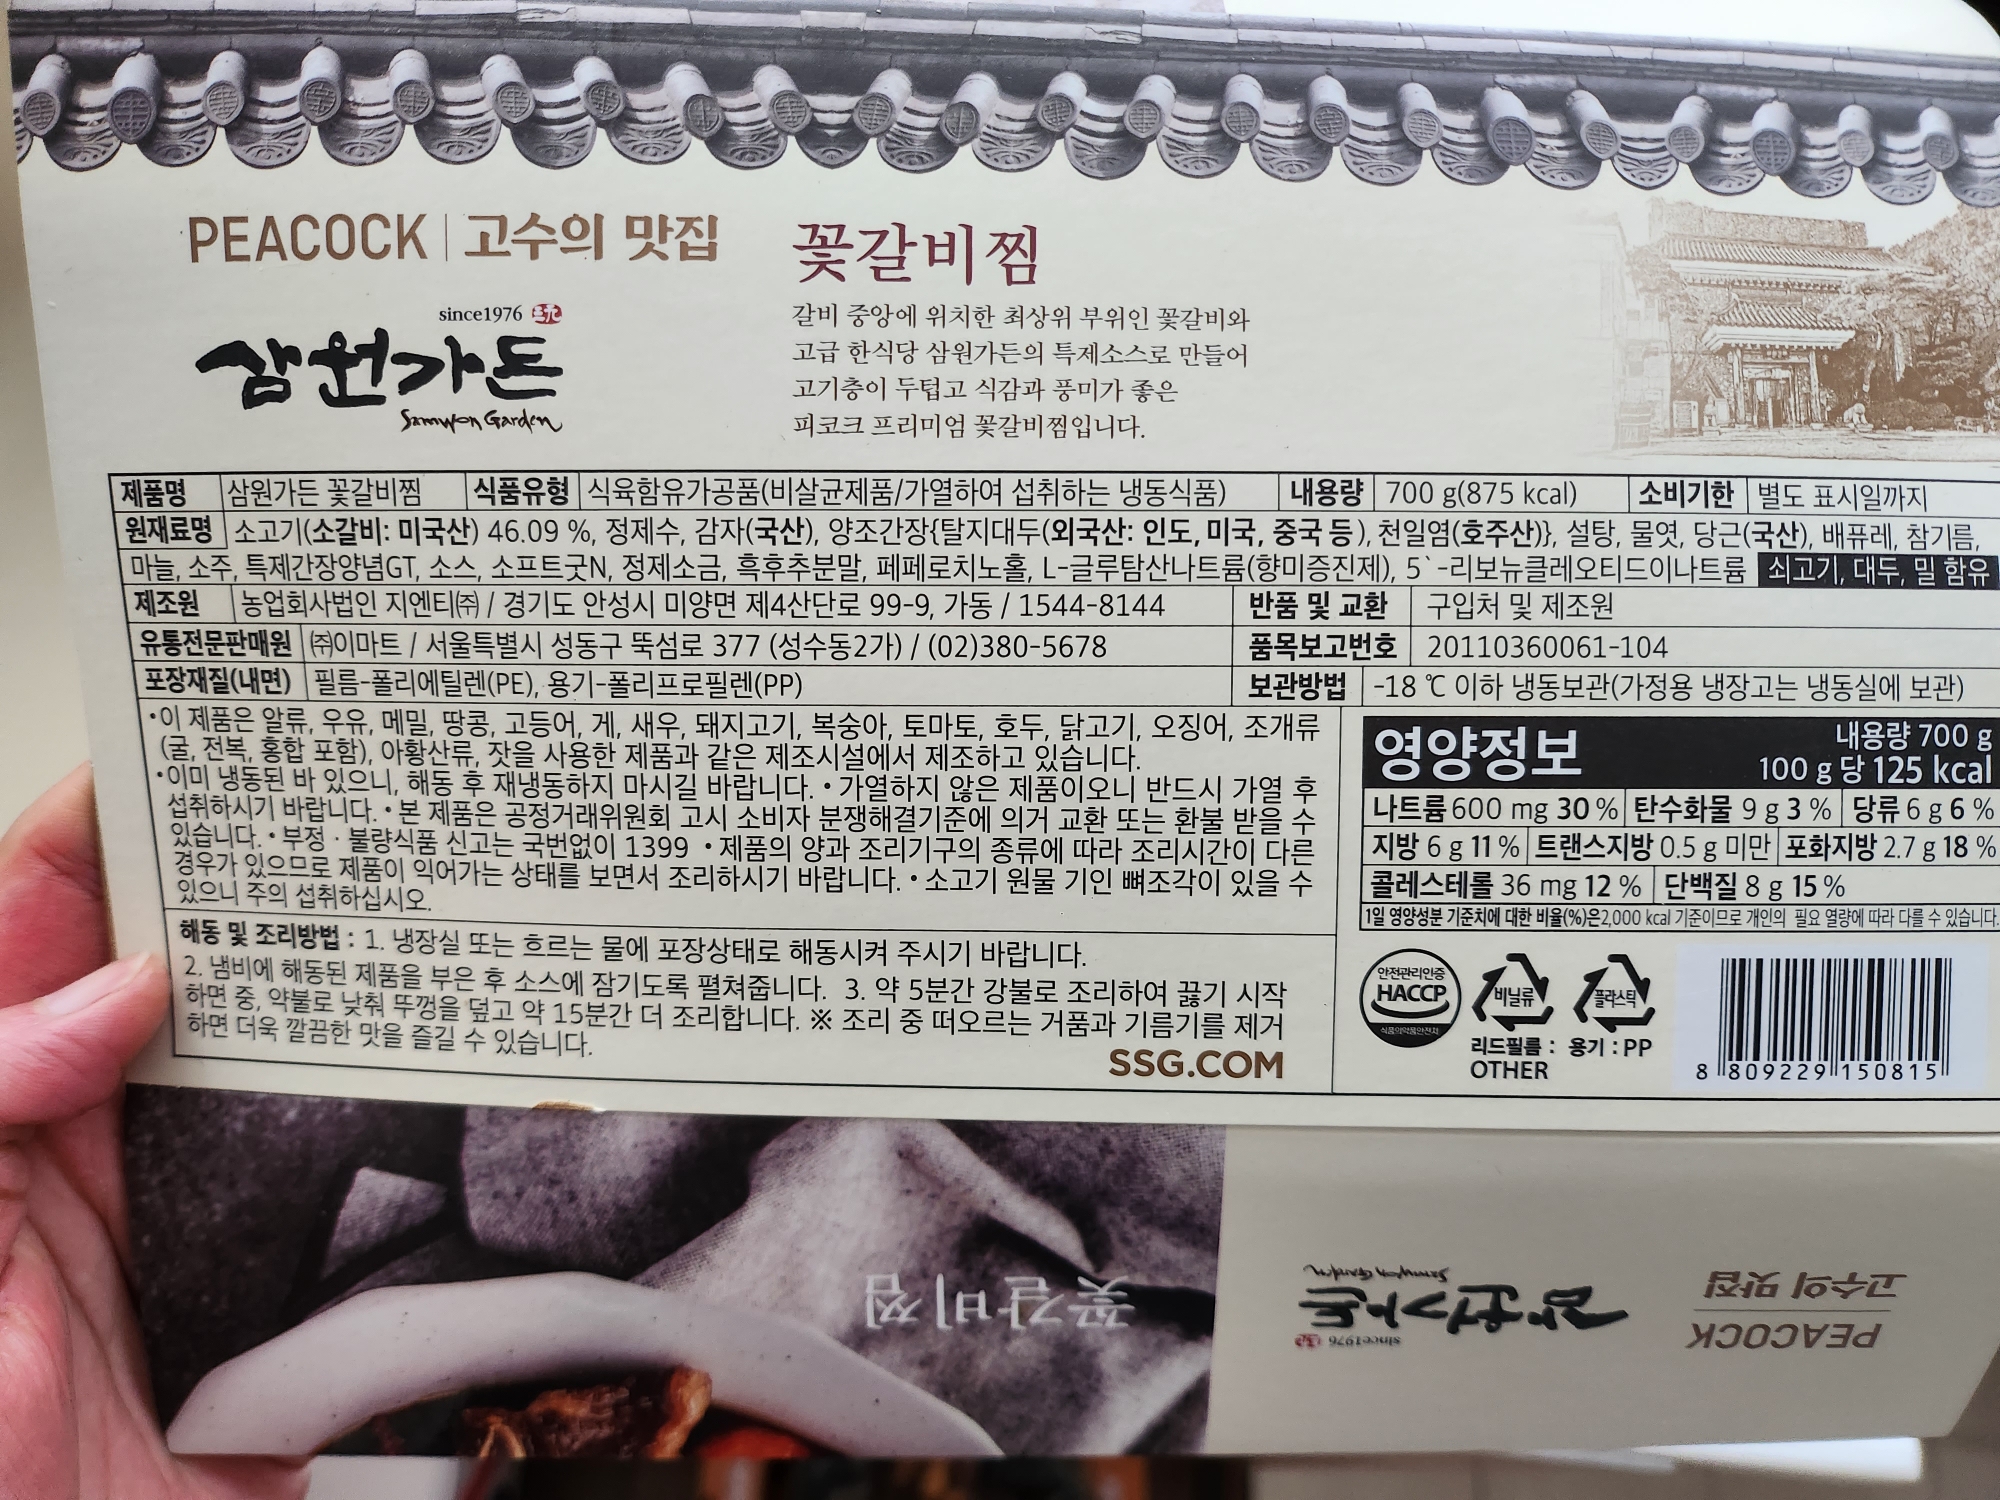 PEACOCK | 고수의 맛집
since1976
삼원가든
Samwon Garden
꽃갈비찜
갈비 중앙에 위치한 최상위 부위인 꽃갈비와
고급 한식당 삼원가든의 특제소스로 만들어
고기층이 두텁고 식감과 풍미가 좋은
피코크 프리미엄 꽃갈비찜입니다.
제품명 삼원가든 꽃갈비찜 식품유형 식육함유가공품(비살균제품/가열하여 섭취하는 냉동식품) 내용량 700 g(875 kcal) 소비기한 별도 표시일까지
원재료명 소고기(소갈비: 미국산) 46.09 %, 정제수, 감자(국산), 양조간장{탈지대두(외국산: 인도, 미국, 중국 등), 천일염(호주산)}, 설탕, 물엿, 당근(국산), 배퓨레, 참기름,
마늘, 소주, 특제간장양념GT, 소스, 소프트굿N, 정제소금, 흑후추분말, 페페로치노홀, L-글루탐산나트륨(향미증진제), 5`-리보뉴클레오티드이나트륨 쇠고기, 대두, 밀 함유
제조원 농업회사법인 지엔티㈜ / 경기도 안성시 미양면 제4산단로 99-9, 가동 / 1544-8144 반품 및 교환 구입처 및 제조원
유통전문판매원 ㈜이마트 / 서울특별시 성동구 뚝섬로 377 (성수동2가) / (02)380-5678 품목보고번호 20110360061-104
포장재질(내면) 필름-폴리에틸렌(PE), 용기-폴리프로필렌(PP) 보관방법 -18 ℃ 이하 냉동보관(가정용 냉장고는 냉동실에 보관)
•이 제품은 알류, 우유, 메밀, 땅콩, 고등어, 게, 새우, 돼지고기, 복숭아, 토마토, 호두, 닭고기, 오징어, 조개류
(굴, 전복, 홍합 포함), 아황산류, 잣을 사용한 제품과 같은 제조시설에서 제조하고 있습니다.
•이미 냉동된 바 있으니, 해동 후 재냉동하지 마시길 바랍니다. • 가열하지 않은 제품이오니 반드시 가열 후
섭취하시기 바랍니다. • 본 제품은 공정거래위원회 고시 소비자 분쟁해결기준에 의거 교환 또는 환불 받을 수
있습니다. • 부정 · 불량식품 신고는 국번없이 1399 • 제품의 양과 조리기구의 종류에 따라 조리시간이 다른
경우가 있으므로 제품이 익어가는 상태를 보면서 조리하시기 바랍니다. • 소고기 원물 기인 뼈조각이 있을 수
있으니 주의 섭취하십시오.
해동 및 조리방법 : 1. 냉장실 또는 흐르는 물에 포장상태로 해동시켜 주시기 바랍니다.
2. 냄비에 해동된 제품을 부은 후 소스에 잠기도록 펼쳐줍니다. 3. 약 5분간 강불로 조리하여 끓기 시작
하면 중, 약불로 낮춰 뚜껑을 덮고 약 15분간 더 조리합니다. ※ 조리 중 떠오르는 거품과 기름기를 제거
하면 더욱 깔끔한 맛을 즐길 수 있습니다.
SSG.COM
영양정보 내용량 700 g
100 g 당 125 kcal
나트륨 600 mg 30 % 탄수화물 9 g 3 % 당류 6 g 6 %
지방 6 g 11 % 트랜스지방 0.5 g 미만 포화지방 2.7 g 18 %
콜레스테롤 36 mg 12 % 단백질 8 g 15 %
1일 영양성분 기준치에 대한 비율(%)은2,000 kcal 기준이므로 개인의 필요 열량에 따라 다를 수 있습니다.
안전관리인증
HACCP
식품의약품안전처
비닐류
플라스틱
리드필름 :
OTHER
용기 : PP
8 809229 150815
꽃갈비찜
since1976
삼원가든
Samwon Garden
PEACOCK
고수의 맛집